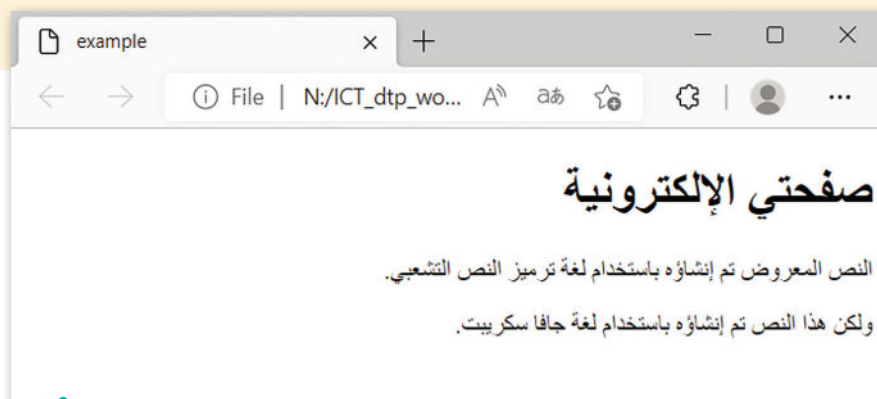 example
File | N:/ICT_dtp_wo...
صفحتي الإلكترونية
النص المعروض تم إنشاؤه باستخدام لغة ترميز النص التشعبي.
ولكن هذا النص تم إنشاؤه باستخدام لغة جافا سكريبت.